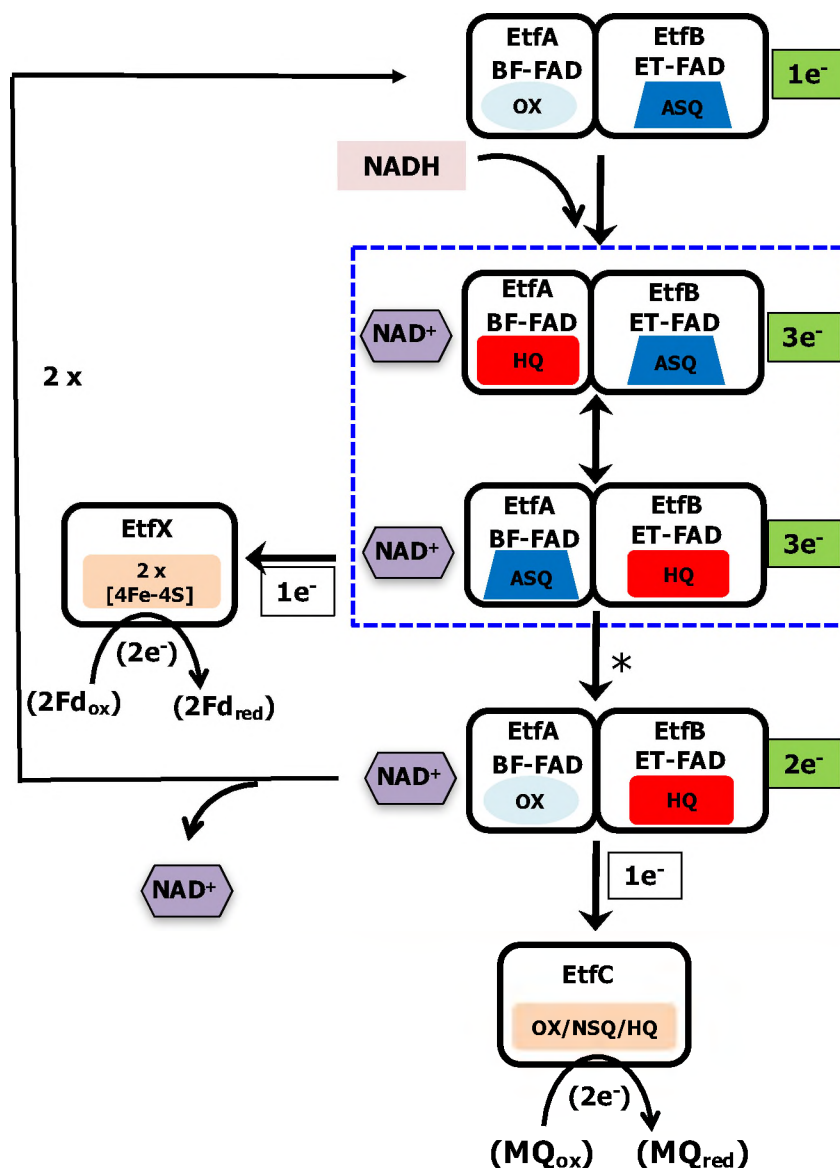 EtfA
EtfB
BF-FAD
ET-FAD
OX
ASQ
1e⁻
NADH
EtfA
EtfB
NAD⁺
BF-FAD
ET-FAD
HQ
ASQ
3e⁻
2 x
EtfX
2 x
[4Fe-4S]
1e⁻
(2e⁻)
(2Fdₒₓ)
(2Fd_red)
EtfA
EtfB
NAD⁺
BF-FAD
ET-FAD
ASQ
HQ
3e⁻
*
EtfA
EtfB
NAD⁺
BF-FAD
ET-FAD
OX
HQ
2e⁻
NAD⁺
1e⁻
EtfC
OX/NSQ/HQ
(2e⁻)
(MQₒₓ)
(MQ_red)